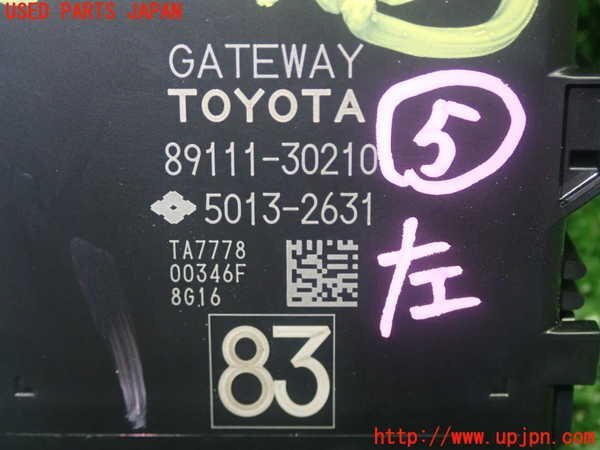 USED PARTS JAPAN
GATEWAY
TOYOTA
89111-30210
5013-2631
TA7778
00346F
8G16
83
5
左
http://www.upjpn.com/